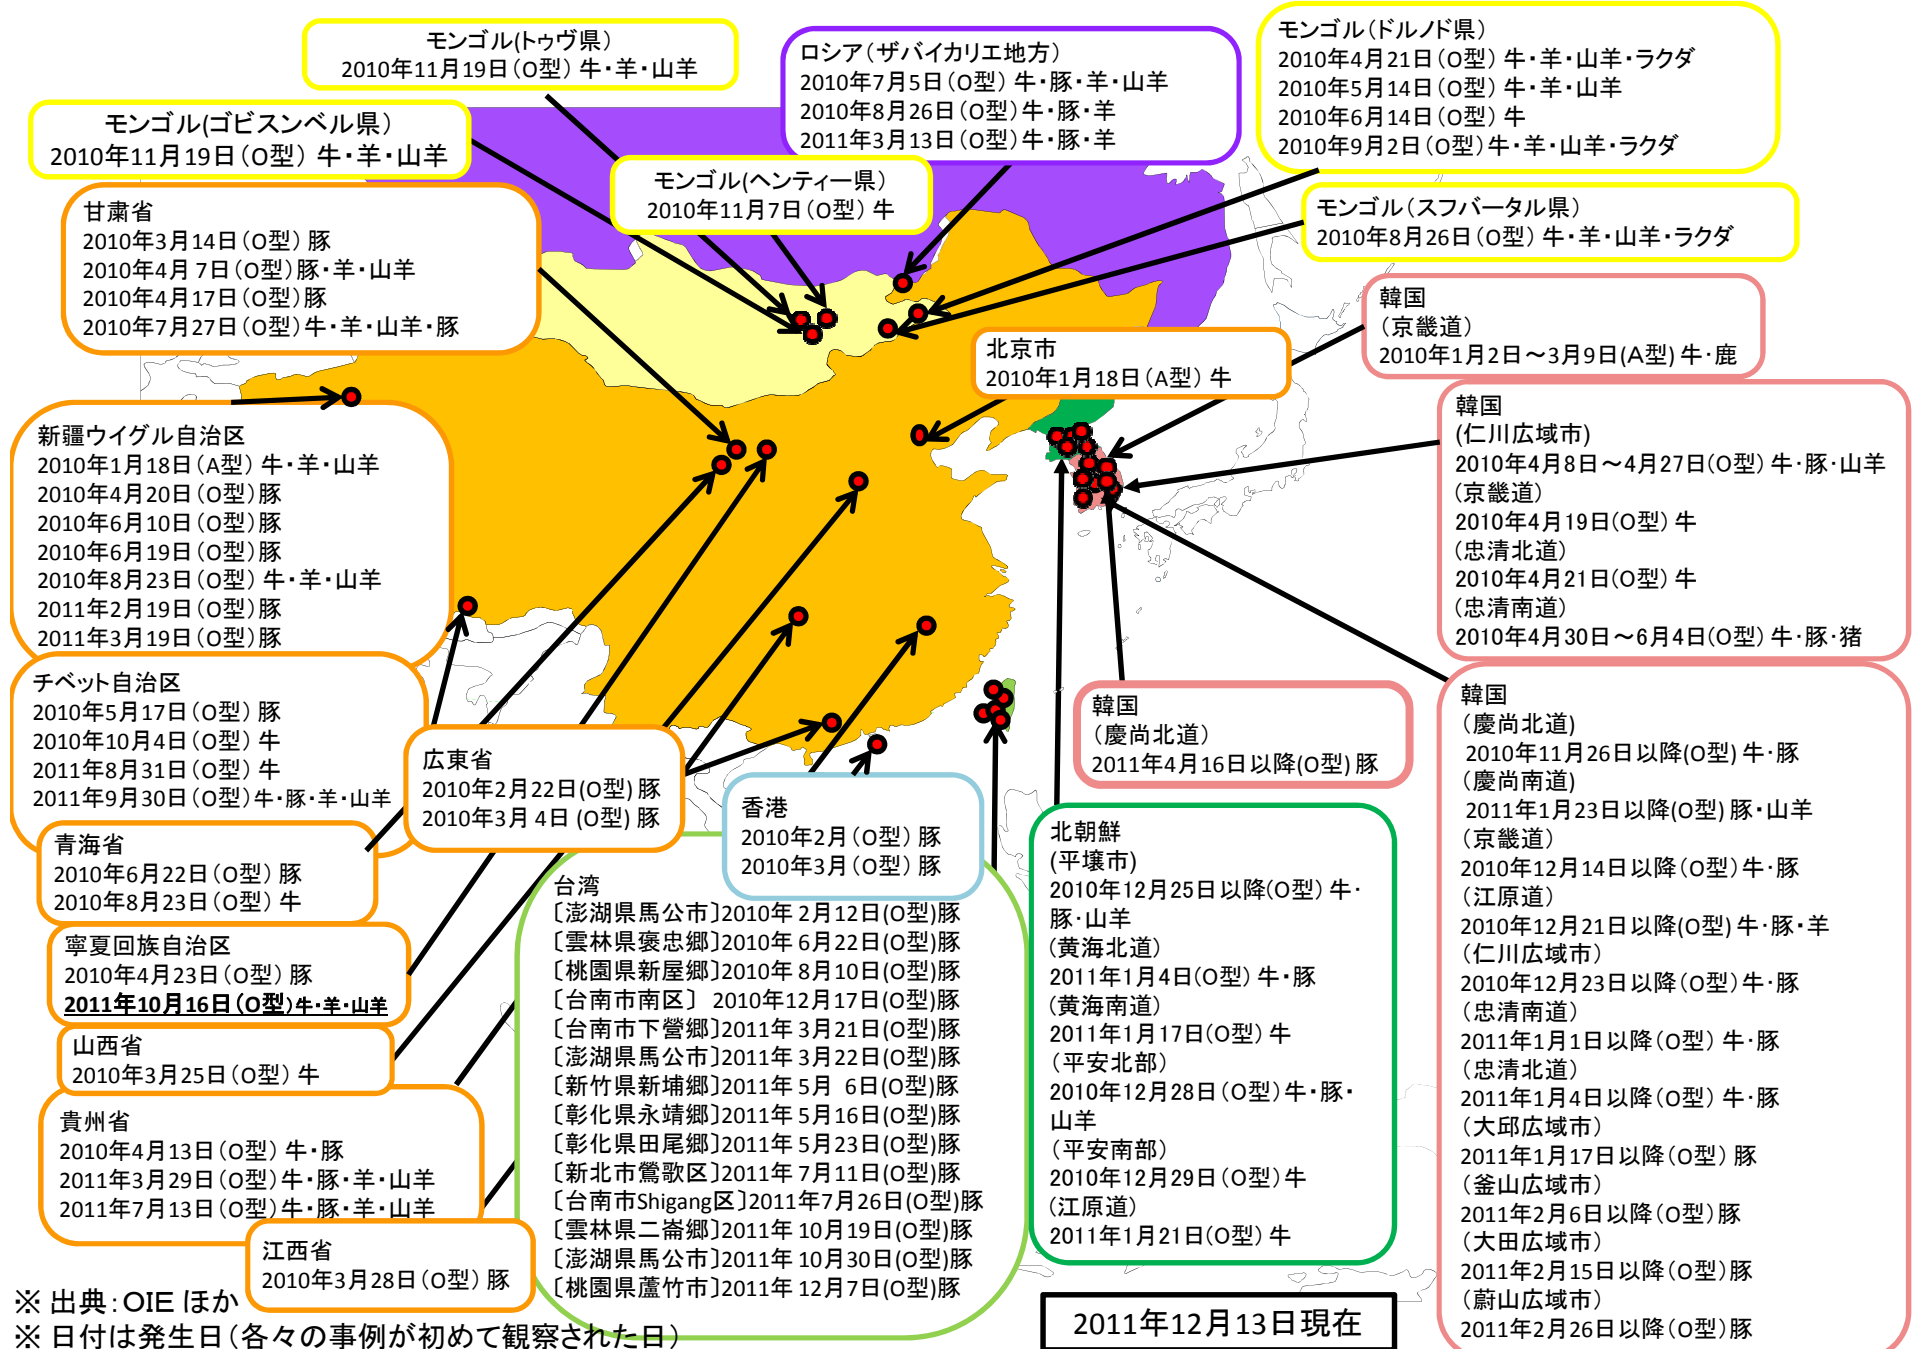 モンゴル(トゥヴ県)
2010年11月19日(O型) 牛・羊・山羊
ロシア(ザバイカリエ地方)
2010年7月5日(O型) 牛・豚・羊・山羊
2010年8月26日(O型)牛・豚・羊
2011年3月13日(O型)牛・豚・羊
モンゴル(ドルノド県)
2010年4月21日(O型) 牛・羊・山羊・ラクダ
2010年5月14日(O型) 牛・羊・山羊
2010年6月14日(O型) 牛
2010年9月2日(O型)牛・羊・山羊・ラクダ
モンゴル(ゴビスンベル県)
2010年11月19日(O型) 牛・羊・山羊
モンゴル(ヘンティー県)
2010年11月7日(O型) 牛
モンゴル(スフバータル県)
2010年8月26日(O型) 牛・羊・山羊・ラクダ
甘粛省
2010年3月14日(O型) 豚
2010年4月 7日(O型)豚・羊・山羊
2010年4月17日(O型)豚
2010年7月27日(O型)牛・羊・山羊・豚
韓国
(京畿道)
2010年1月2日～3月9日(A型) 牛・鹿
北京市
2010年1月18日(A型) 牛
韓国
(仁川広域市)
2010年4月8日～4月27日(O型) 牛・豚・山羊
(京畿道)
2010年4月19日(O型) 牛
(忠清北道)
2010年4月21日(O型) 牛
(忠清南道)
2010年4月30日～6月4日(O型) 牛・豚・猪
新疆ウイグル自治区
2010年1月18日(A型) 牛・羊・山羊
2010年4月20日(O型)豚
2010年6月10日(O型)豚
2010年6月19日(O型)豚
2010年8月23日(O型) 牛・羊・山羊
2011年2月19日(O型)豚
2011年3月19日(O型)豚
チベット自治区
2010年5月17日(O型) 豚
2010年10月4日(O型) 牛
2011年8月31日(O型) 牛
2011年9月30日(O型)牛・豚・羊・山羊
広東省
2010年2月22日(O型) 豚
2010年3月 4日 (O型) 豚
香港
2010年2月(O型) 豚
2010年3月(O型) 豚
韓国
(慶尚北道)
2011年4月16日以降(O型) 豚
韓国
(慶尚北道)
2010年11月26日以降(O型) 牛・豚
(慶尚南道)
2011年1月23日以降(O型) 豚・山羊
(京畿道)
2010年12月14日以降(O型)牛・豚
(江原道)
2010年12月21日以降(O型) 牛・豚・羊
(仁川広域市)
2010年12月23日以降(O型)牛・豚
(忠清南道)
2011年1月1日以降(O型) 牛・豚
(忠清北道)
2011年1月4日以降(O型) 牛・豚
(大邱広域市)
2011年1月17日以降(O型) 豚
(釜山広域市)
2011年2月6日以降(O型)豚
(大田広域市)
2011年2月15日以降(O型)豚
(蔚山広域市)
2011年2月26日以降(O型)豚
青海省
2010年6月22日(O型) 豚
2010年8月23日(O型) 牛
寧夏回族自治区
2010年4月23日(O型) 豚
2011年10月16日(O型)牛・羊・山羊
山西省
2010年3月25日(O型) 牛
貴州省
2010年4月13日(O型) 牛・豚
2011年3月29日(O型)牛・豚・羊・山羊
2011年7月13日(O型)牛・豚・羊・山羊
江西省
2010年3月28日(O型) 豚
台湾
〔澎湖県馬公市〕2010年 2月12日(O型)豚
〔雲林県褒忠郷〕2010年 6月22日(O型)豚
〔桃園県新屋郷〕2010年 8月10日(O型)豚
〔台南市南区〕 2010年12月17日(O型)豚
〔台南市下營郷〕2011年 3月21日(O型)豚
〔澎湖県馬公市〕2011年 3月22日(O型)豚
〔新竹県新埔郷〕2011年 5月 6日(O型)豚
〔彰化県永靖郷〕2011年 5月16日(O型)豚
〔彰化県田尾郷〕2011年 5月23日(O型)豚
〔新北市鶯歌区〕2011年 7月11日(O型)豚
〔台南市Shigang区〕2011年7月26日(O型)豚
〔雲林県二崙郷〕2011年 10月19日(O型)豚
〔澎湖県馬公市〕2011年 10月30日(O型)豚
〔桃園県蘆竹市〕2011年 12月7日(O型)豚
北朝鮮
(平壌市)
2010年12月25日以降(O型) 牛・
豚・山羊
(黄海北道)
2011年1月4日(O型) 牛・豚
(黄海南道)
2011年1月17日(O型) 牛
(平安北部)
2010年12月28日(O型)牛・豚・
山羊
(平安南部)
2010年12月29日(O型) 牛
(江原道)
2011年1月21日(O型) 牛
※ 出典：OIE ほか
※ 日付は発生日(各々の事例が初めて観察された日)
2011年12月13日現在